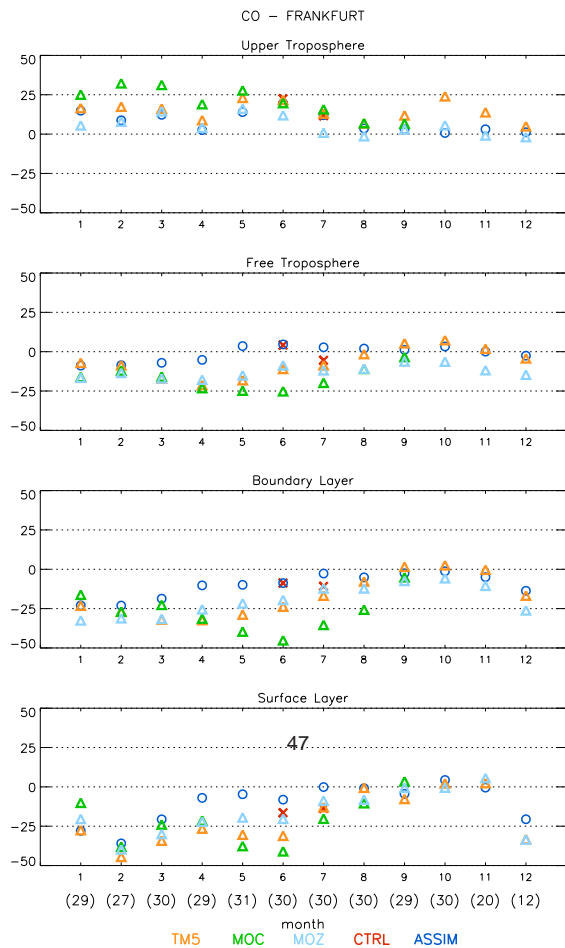 CO – FRANKFURT
Upper Troposphere
50
25
0
−25
−50
1 2 3 4 5 6 7 8 9 10 11 12
Free Troposphere
50
25
0
−25
−50
1 2 3 4 5 6 7 8 9 10 11 12
Boundary Layer
50
25
0
−25
−50
1 2 3 4 5 6 7 8 9 10 11 12
Surface Layer
50
47
25
0
−25
−50
1 2 3 4 5 6 7 8 9 10 11 12
(29) (27) (30) (29) (31) (30) (30) (30) (29) (30) (20) (12)
month
TM5 MOC MOZ CTRL ASSIM